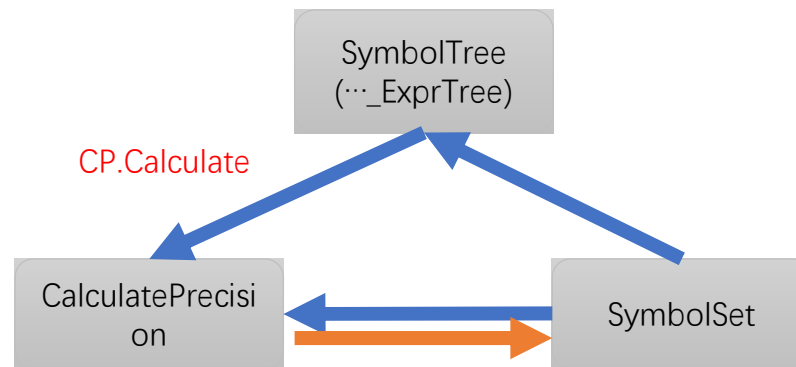 SymbolTree
(…_ExprTree)
CP.Calculate
CalculatePrecisi
on
SymbolSet